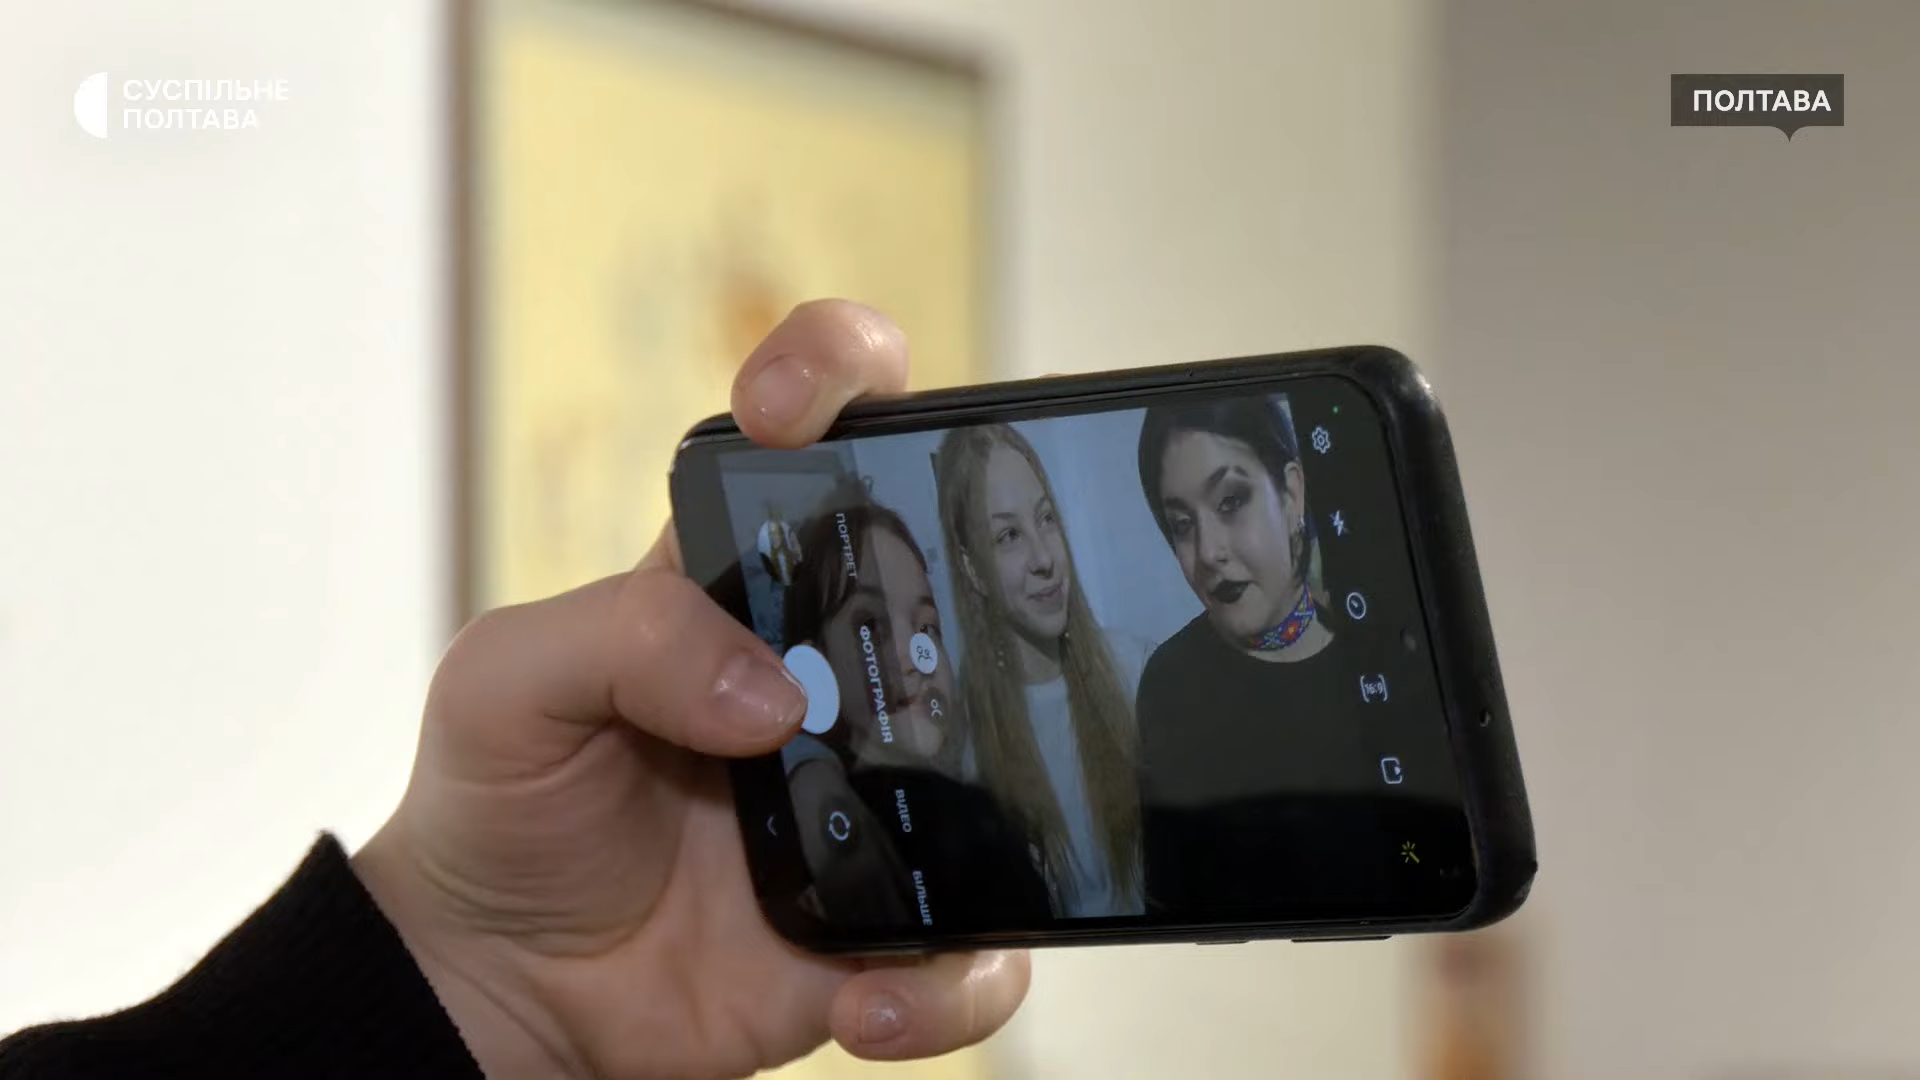 СУСПІЛЬНЕ
ПОЛТАВА
ПОЛТАВА
ПОРТРЕТ
ФОТОГРАФІЯ
ВІДЕО
БІЛЬШЕ
16:9